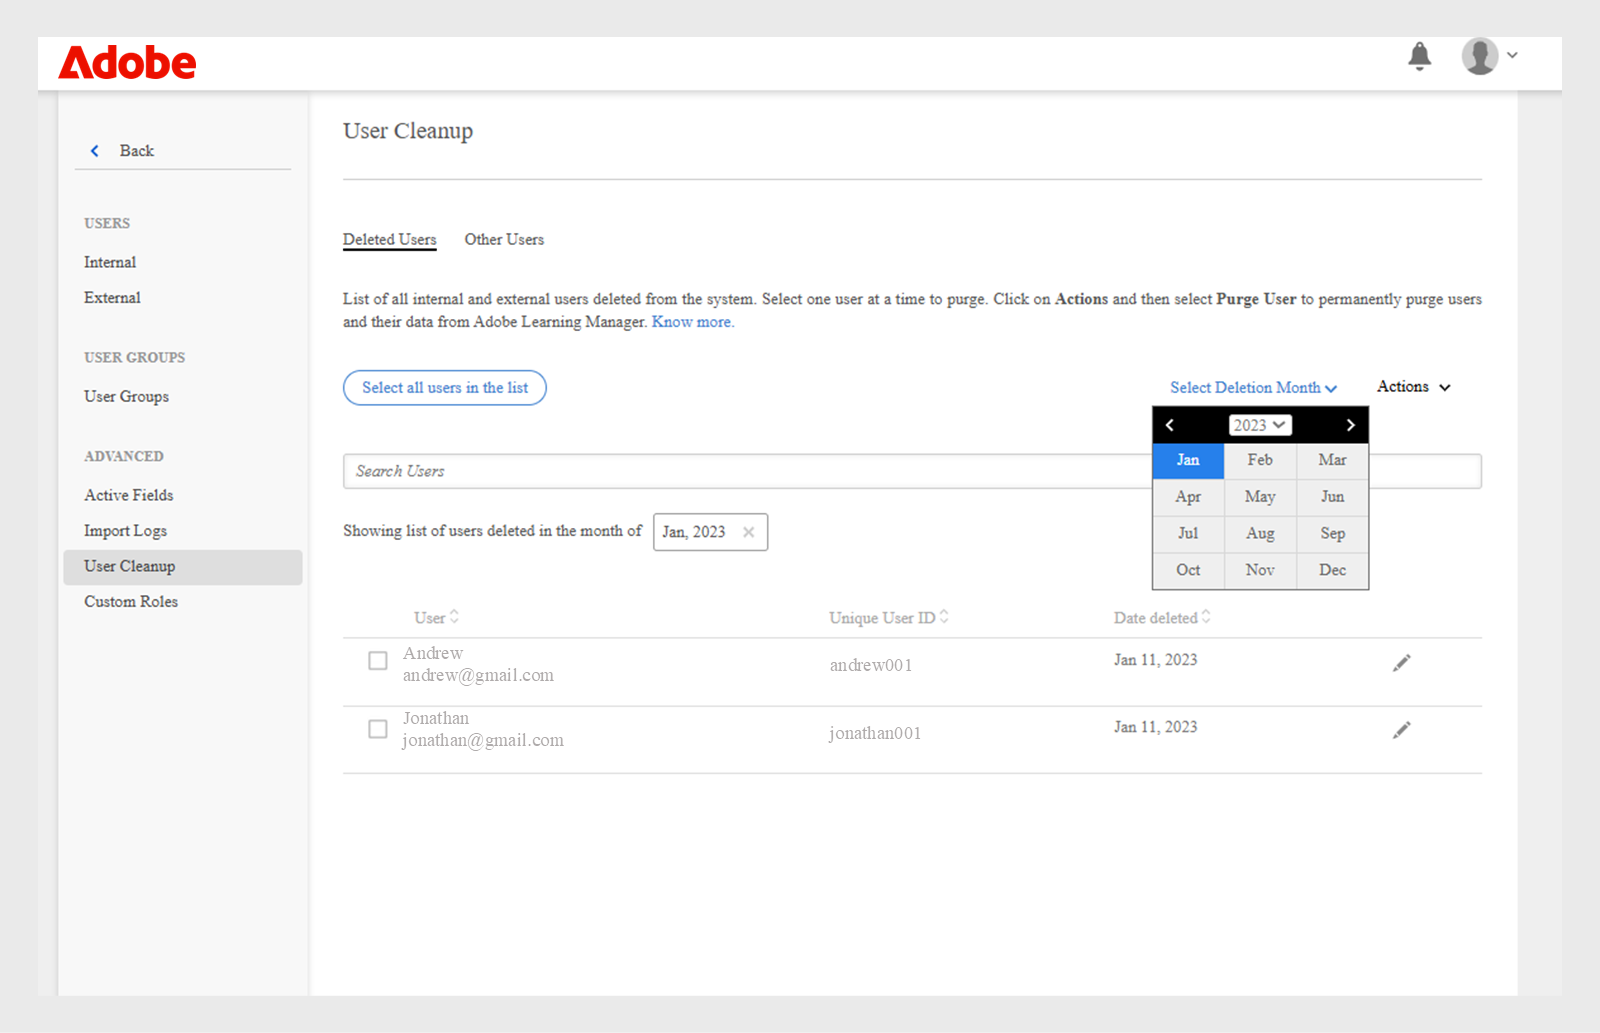 Adobe
Back
USERS
Internal
External
USER GROUPS
User Groups
ADVANCED
Active Fields
Import Logs
User Cleanup
Custom Roles
User Cleanup
Deleted Users Other Users
List of all internal and external users deleted from the system. Select one user at a time to purge. Click on Actions and then select Purge User to permanently purge users
and their data from Adobe Learning Manager. Know more.
Select all users in the list Select Deletion Month Actions
2023
Jan Feb Mar
Apr May Jun
Jul Aug Sep
Oct Nov Dec
Search Users
Showing list of users deleted in the month of Jan, 2023
User Unique User ID Date deleted
Andrew
andrew@gmail.com andrew001 Jan 11, 2023
Jonathan
jonathan@gmail.com jonathan001 Jan 11, 2023